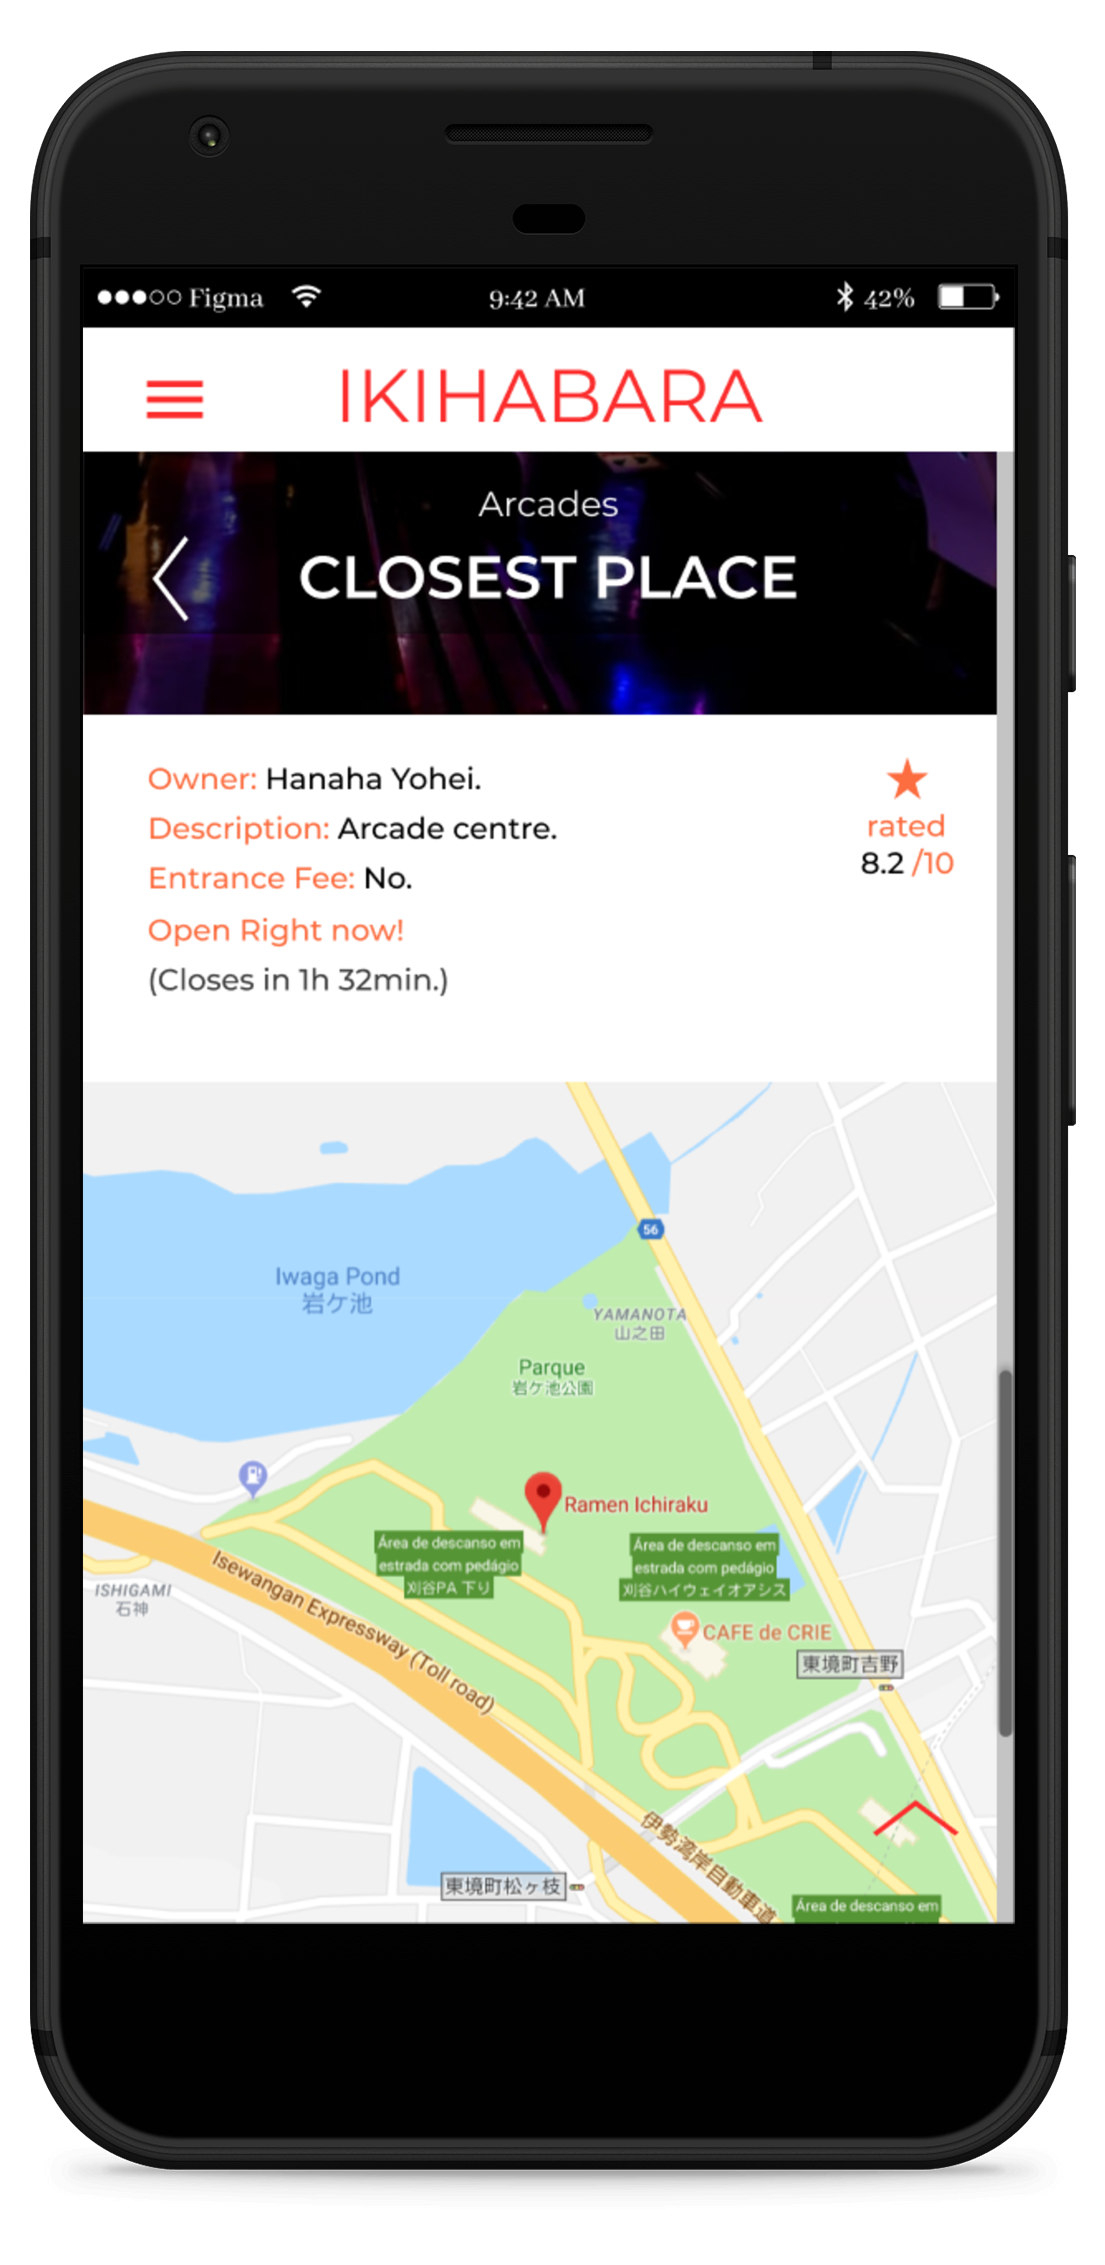 Figma
9:42 AM
42%
IKIHABARA
Arcades
CLOSEST PLACE
Owner: Hanaha Yohei.
Description: Arcade centre.
Entrance Fee: No.
Open Right now!
(Closes in 1h 32min.)
rated
8.2 /10
56
Iwaga Pond
岩ケ池
YAMANOTA
山之田
Parque
岩ケ池公園
Ramen Ichiraku
Área de descanso em
estrada com pedágio
刈谷PA 下り
Área de descanso em
estrada com pedágio
刈谷ハイウェイオアシス
ISHIGAMI
石神
Isewangan Expressway (Toll road)
CAFE de CRIE
東境町吉野
伊勢湾岸自動車道
東境町松ヶ枝
Área de descanso em